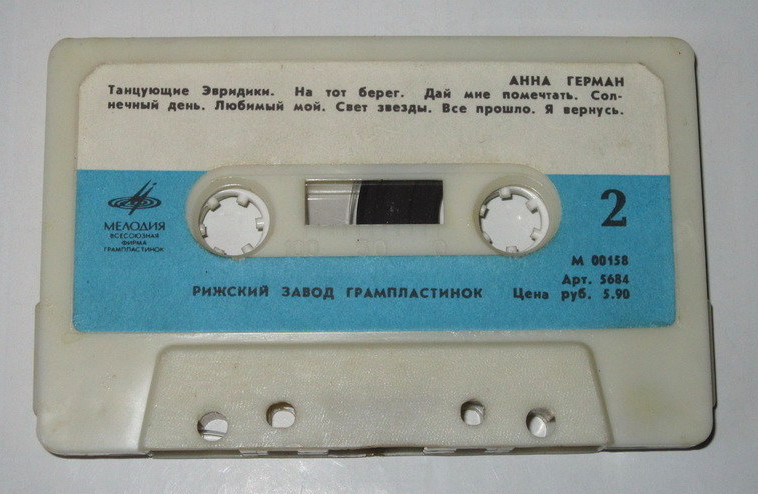 АННА ГЕРМАН
Танцующие Эвридики. На тот берег. Дай мне помечтать. Сол-
нечный день. Любимый мой. Свет звезды. Все прошло. Я вернусь.
МЕЛОДИЯ
ВСЕСОЮЗНАЯ
ФИРМА
ГРАМПЛАСТИНОК
2
М 00158
Арт. 5684
РИЖСКИЙ ЗАВОД ГРАМПЛАСТИНОК Цена руб. 5.90